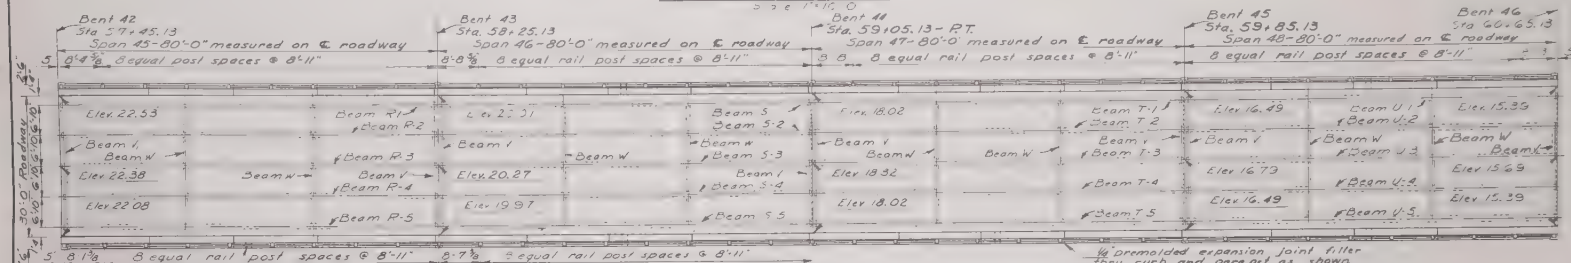 Bent 42
Sta. 57+45.13
Bent 43
Sta. 58+25.13
Bent 44
Sta. 59+05.13 - P.T.
Bent 45
Sta. 59+85.13
Bent 46
Sta 60+65.13
Span 45-80'-0" measured on ℄ roadway
Span 46-80'-0" measured on ℄ roadway
Span 47-80'-0" measured on ℄ roadway
Span 48-80'-0" measured on ℄ roadway
8 equal rail post spaces @ 8'-11"
8 equal rail post spaces @ 8'-11"
8 equal rail post spaces @ 8'-11"
8 equal rail post spaces @ 8'-11"
30'-0" Roadway
Elev. 22.53
Beam R-1
Beam R-2
Beam S
Beam S-2
Elev. 18.02
Beam T-1
Beam T 2
Elev. 16.49
Beam U 1
Beam U-2
Elev. 15.39
Beam V
Beam W
Beam R-3
Beam V
Beam W
Beam W
Beam S-3
Beam V
Beam W
Beam W
Beam T-3
Beam V
Beam W
Beam U 3
Beam W
Elev 22.38
Beam W
Beam V
Beam R-4
Elev. 20.27
Beam S-4
Elev 18.32
Beam T-4
Elev 16.79
Beam U-4
Elev 15.69
Elev 22.08
Beam R-5
Elev 19.97
Beam S 5
Elev 18.02
Beam T 5
Elev 16.49
Beam U-5
Elev. 15.39
8 equal rail post spaces @ 8'-11"
equal rail post spaces @ 8'-11"
¼" premolded expansion joint filler
thru curb and parapet as shown